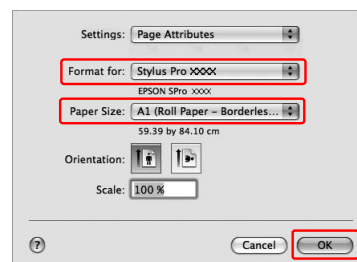 Settings: Page Attributes
Format for: Stylus Pro XXXX
EPSON SPro XXXX
Paper Size: A1 (Roll Paper – Borderles...
59.39 by 84.10 cm
Orientation:
Scale: 100 %
? Cancel OK